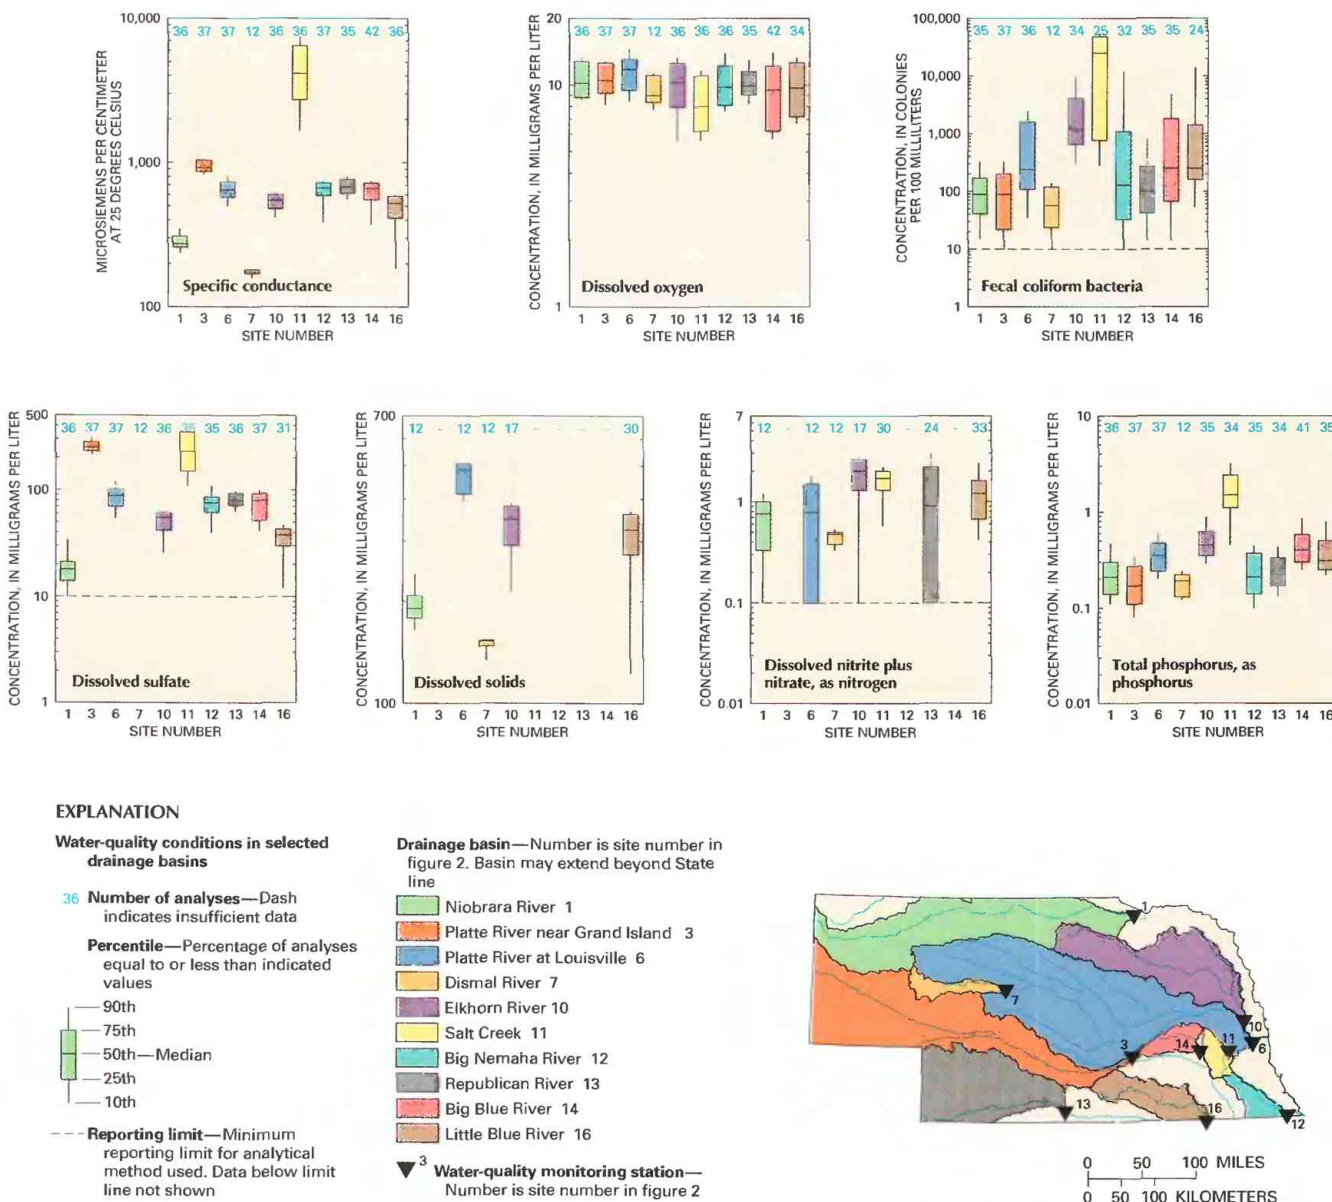 10,000
1,000
100
MICROSIEMENS PER CENTIMETER
AT 25 DEGREES CELSIUS
36 37 37 12 36 36 37 35 42 36
Specific conductance
1 3 6 7 10 11 12 13 14 16
SITE NUMBER
20
10
1
CONCENTRATION, IN MILLIGRAMS PER LITER
36 37 37 12 36 36 36 35 42 34
Dissolved oxygen
1 3 6 7 10 11 12 13 14 16
SITE NUMBER
100,000
10,000
1,000
100
10
1
CONCENTRATION, IN COLONIES
PER 100 MILLILITERS
35 37 36 12 34 25 32 35 35 24
Fecal coliform bacteria
1 3 6 7 10 11 12 13 14 16
SITE NUMBER
500
100
10
1
CONCENTRATION, IN MILLIGRAMS PER LITER
36 37 37 12 36 35 35 36 37 31
Dissolved sulfate
1 3 6 7 10 11 12 13 14 16
SITE NUMBER
700
100
CONCENTRATION, IN MILLIGRAMS PER LITER
12 - 12 12 17 - - - - 30
Dissolved solids
1 3 6 7 10 11 12 13 14 16
SITE NUMBER
7
1
0.1
0.01
CONCENTRATION, IN MILLIGRAMS PER LITER
12 - 12 12 17 30 - 24 - 33
Dissolved nitrite plus
nitrate, as nitrogen
1 3 6 7 10 11 12 13 14 16
SITE NUMBER
10
1
0.1
0.01
CONCENTRATION, IN MILLIGRAMS PER LITER
36 37 37 12 35 34 35 34 41 35
Total phosphorus, as
phosphorus
1 3 6 7 10 11 12 13 14 16
SITE NUMBER
EXPLANATION
Water-quality conditions in selected
drainage basins
36 Number of analyses—Dash
indicates insufficient data
Percentile—Percentage of analyses
equal to or less than indicated
values
90th
75th
50th—Median
25th
10th
Reporting limit—Minimum
reporting limit for analytical
method used. Data below limit
line not shown
Drainage basin—Number is site number in
figure 2. Basin may extend beyond State
line
Niobrara River 1
Platte River near Grand Island 3
Platte River at Louisville 6
Dismal River 7
Elkhorn River 10
Salt Creek 11
Big Nemaha River 12
Republican River 13
Big Blue River 14
Little Blue River 16
3 Water-quality monitoring station—
Number is site number in figure 2
1
7
10
3
14
11
6
13
16
12
0 50 100 MILES
0 50 100 KILOMETERS